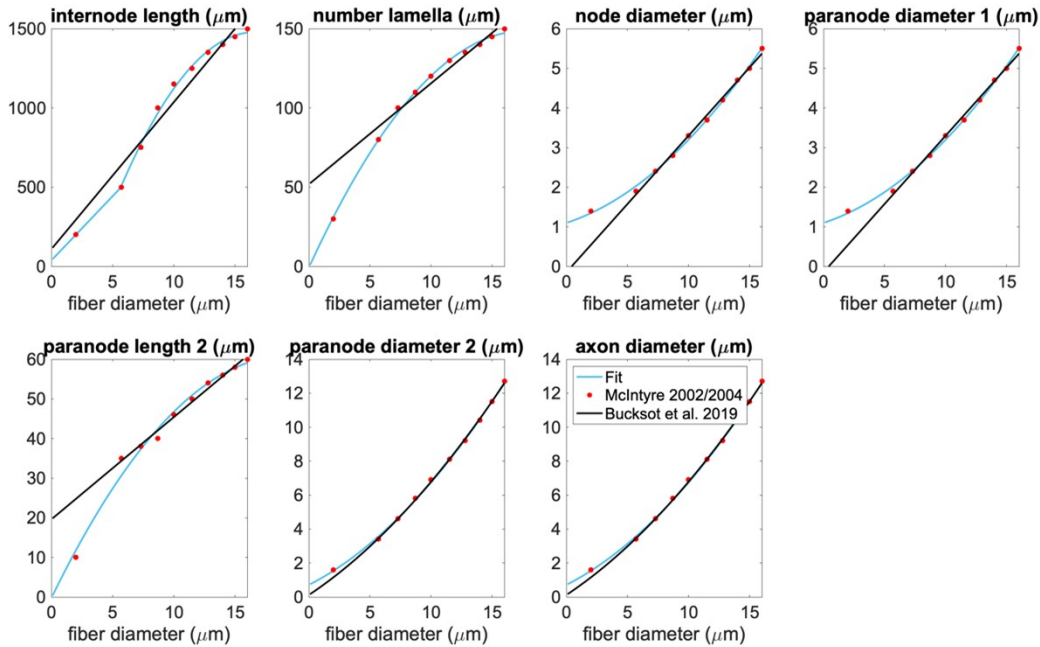 internode length (μm)
number lamella
node diameter (μm)
paranode diameter 1 (μm)
1500
1000
500
0
0 5 10 15
fiber diameter (μm)
150
100
50
0
0 5 10 15
fiber diameter (μm)
6
5
4
3
2
1
0
0 5 10 15
fiber diameter (μm)
6
5
4
3
2
1
0
0 5 10 15
fiber diameter (μm)
paranode length 2 (μm)
paranode diameter 2 (μm)
axon diameter (μm)
60
50
40
30
20
10
0
0 5 10 15
fiber diameter (μm)
14
12
10
8
6
4
2
0
0 5 10 15
fiber diameter (μm)
14
12
10
8
6
4
2
0
0 5 10 15
fiber diameter (μm)
Fit
McIntyre 2002/2004
Bucksot et al. 2019